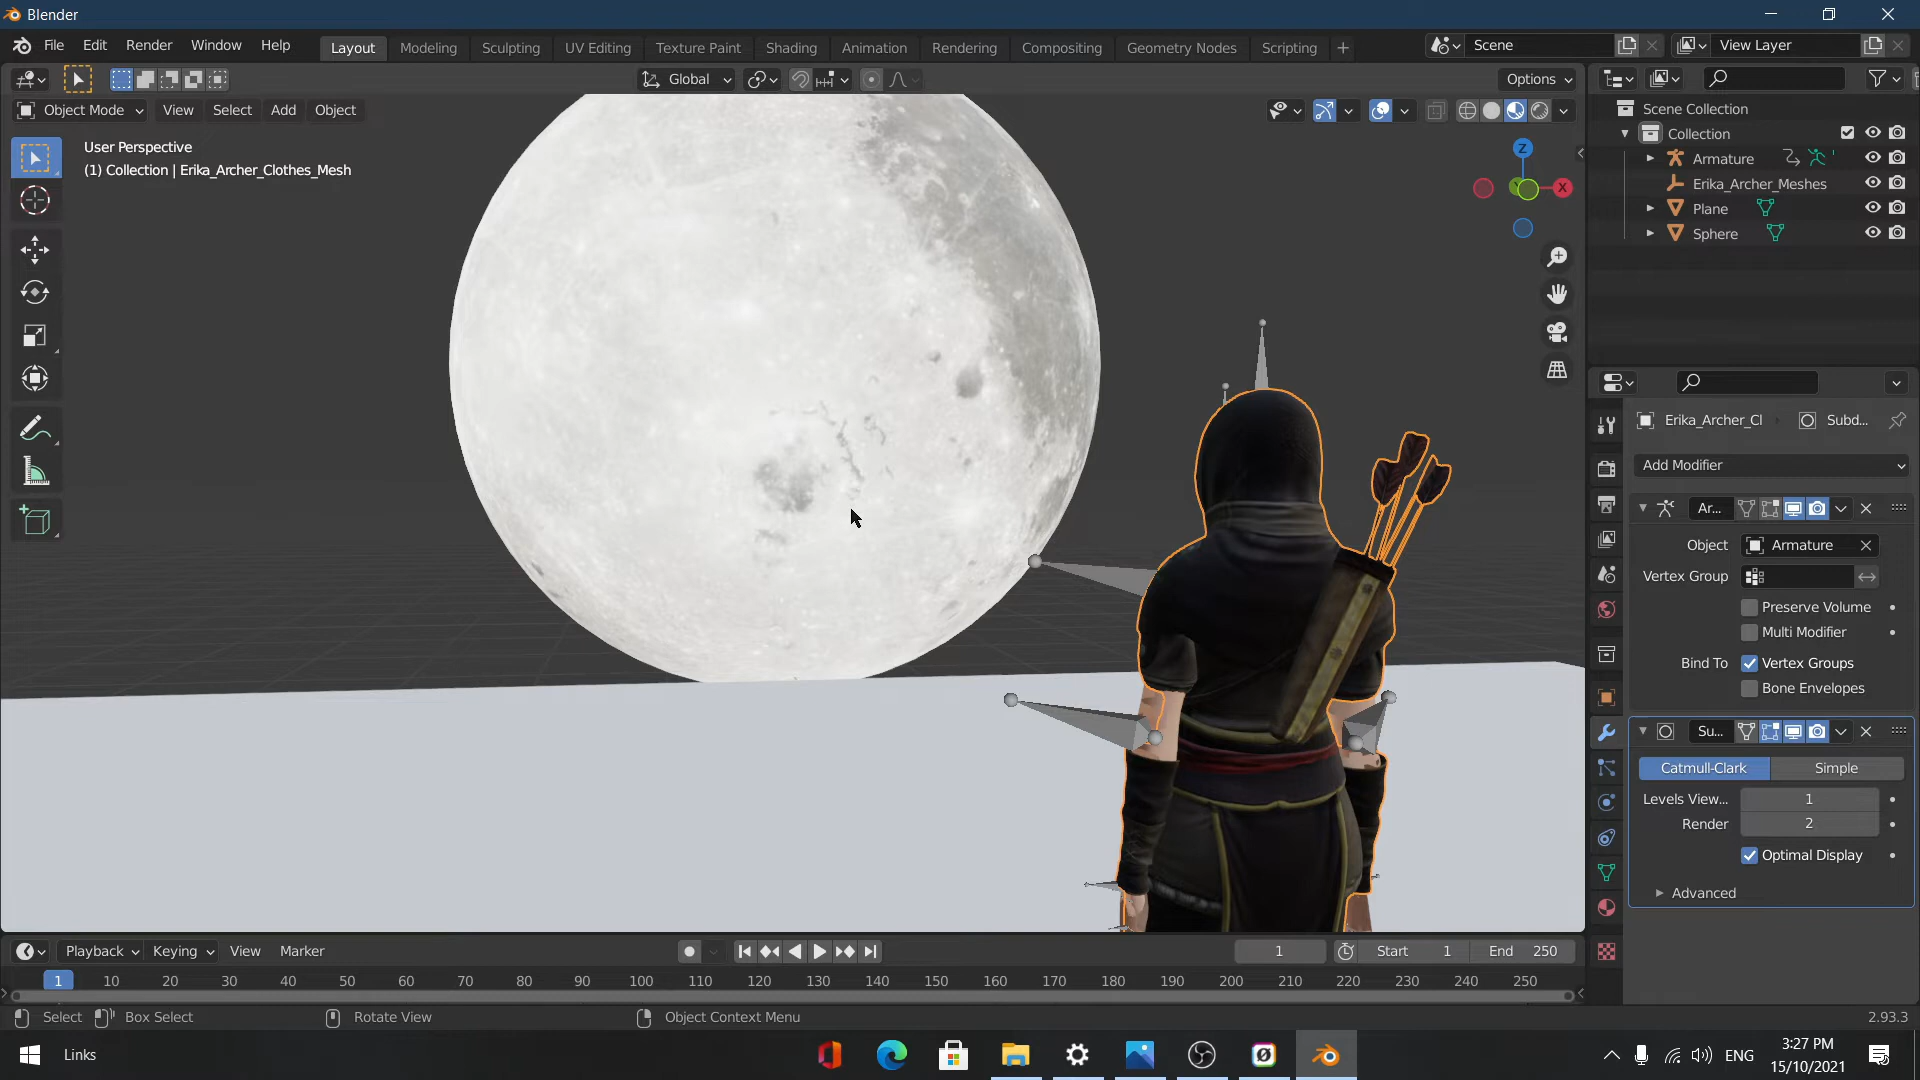 Blender
File Edit Render Window Help
Layout Modeling Sculpting UV Editing Texture Paint Shading Animation Rendering Compositing Geometry Nodes Scripting +
Scene
View Layer
Global
Options
Object Mode View Select Add Object
User Perspective
(1) Collection | Erika_Archer_Clothes_Mesh
Z
X
Scene Collection
Collection
Armature
Erika_Archer_Meshes
Plane
Sphere
Erika_Archer_Cl
Subd...
Add Modifier
Ar...
Object Armature
Vertex Group
Preserve Volume
Multi Modifier
Bind To Vertex Groups
Bone Envelopes
Su...
Catmull-Clark Simple
Levels View... 1
Render 2
Optimal Display
Advanced
Playback Keying View Marker
1 Start 1 End 250
1 10 20 30 40 50 60 70 80 90 100 110 120 130 140 150 160 170 180 190 200 210 220 230 240 250
Select Box Select Rotate View Object Context Menu 2.93.3
Links
ENG
3:27 PM
15/10/2021